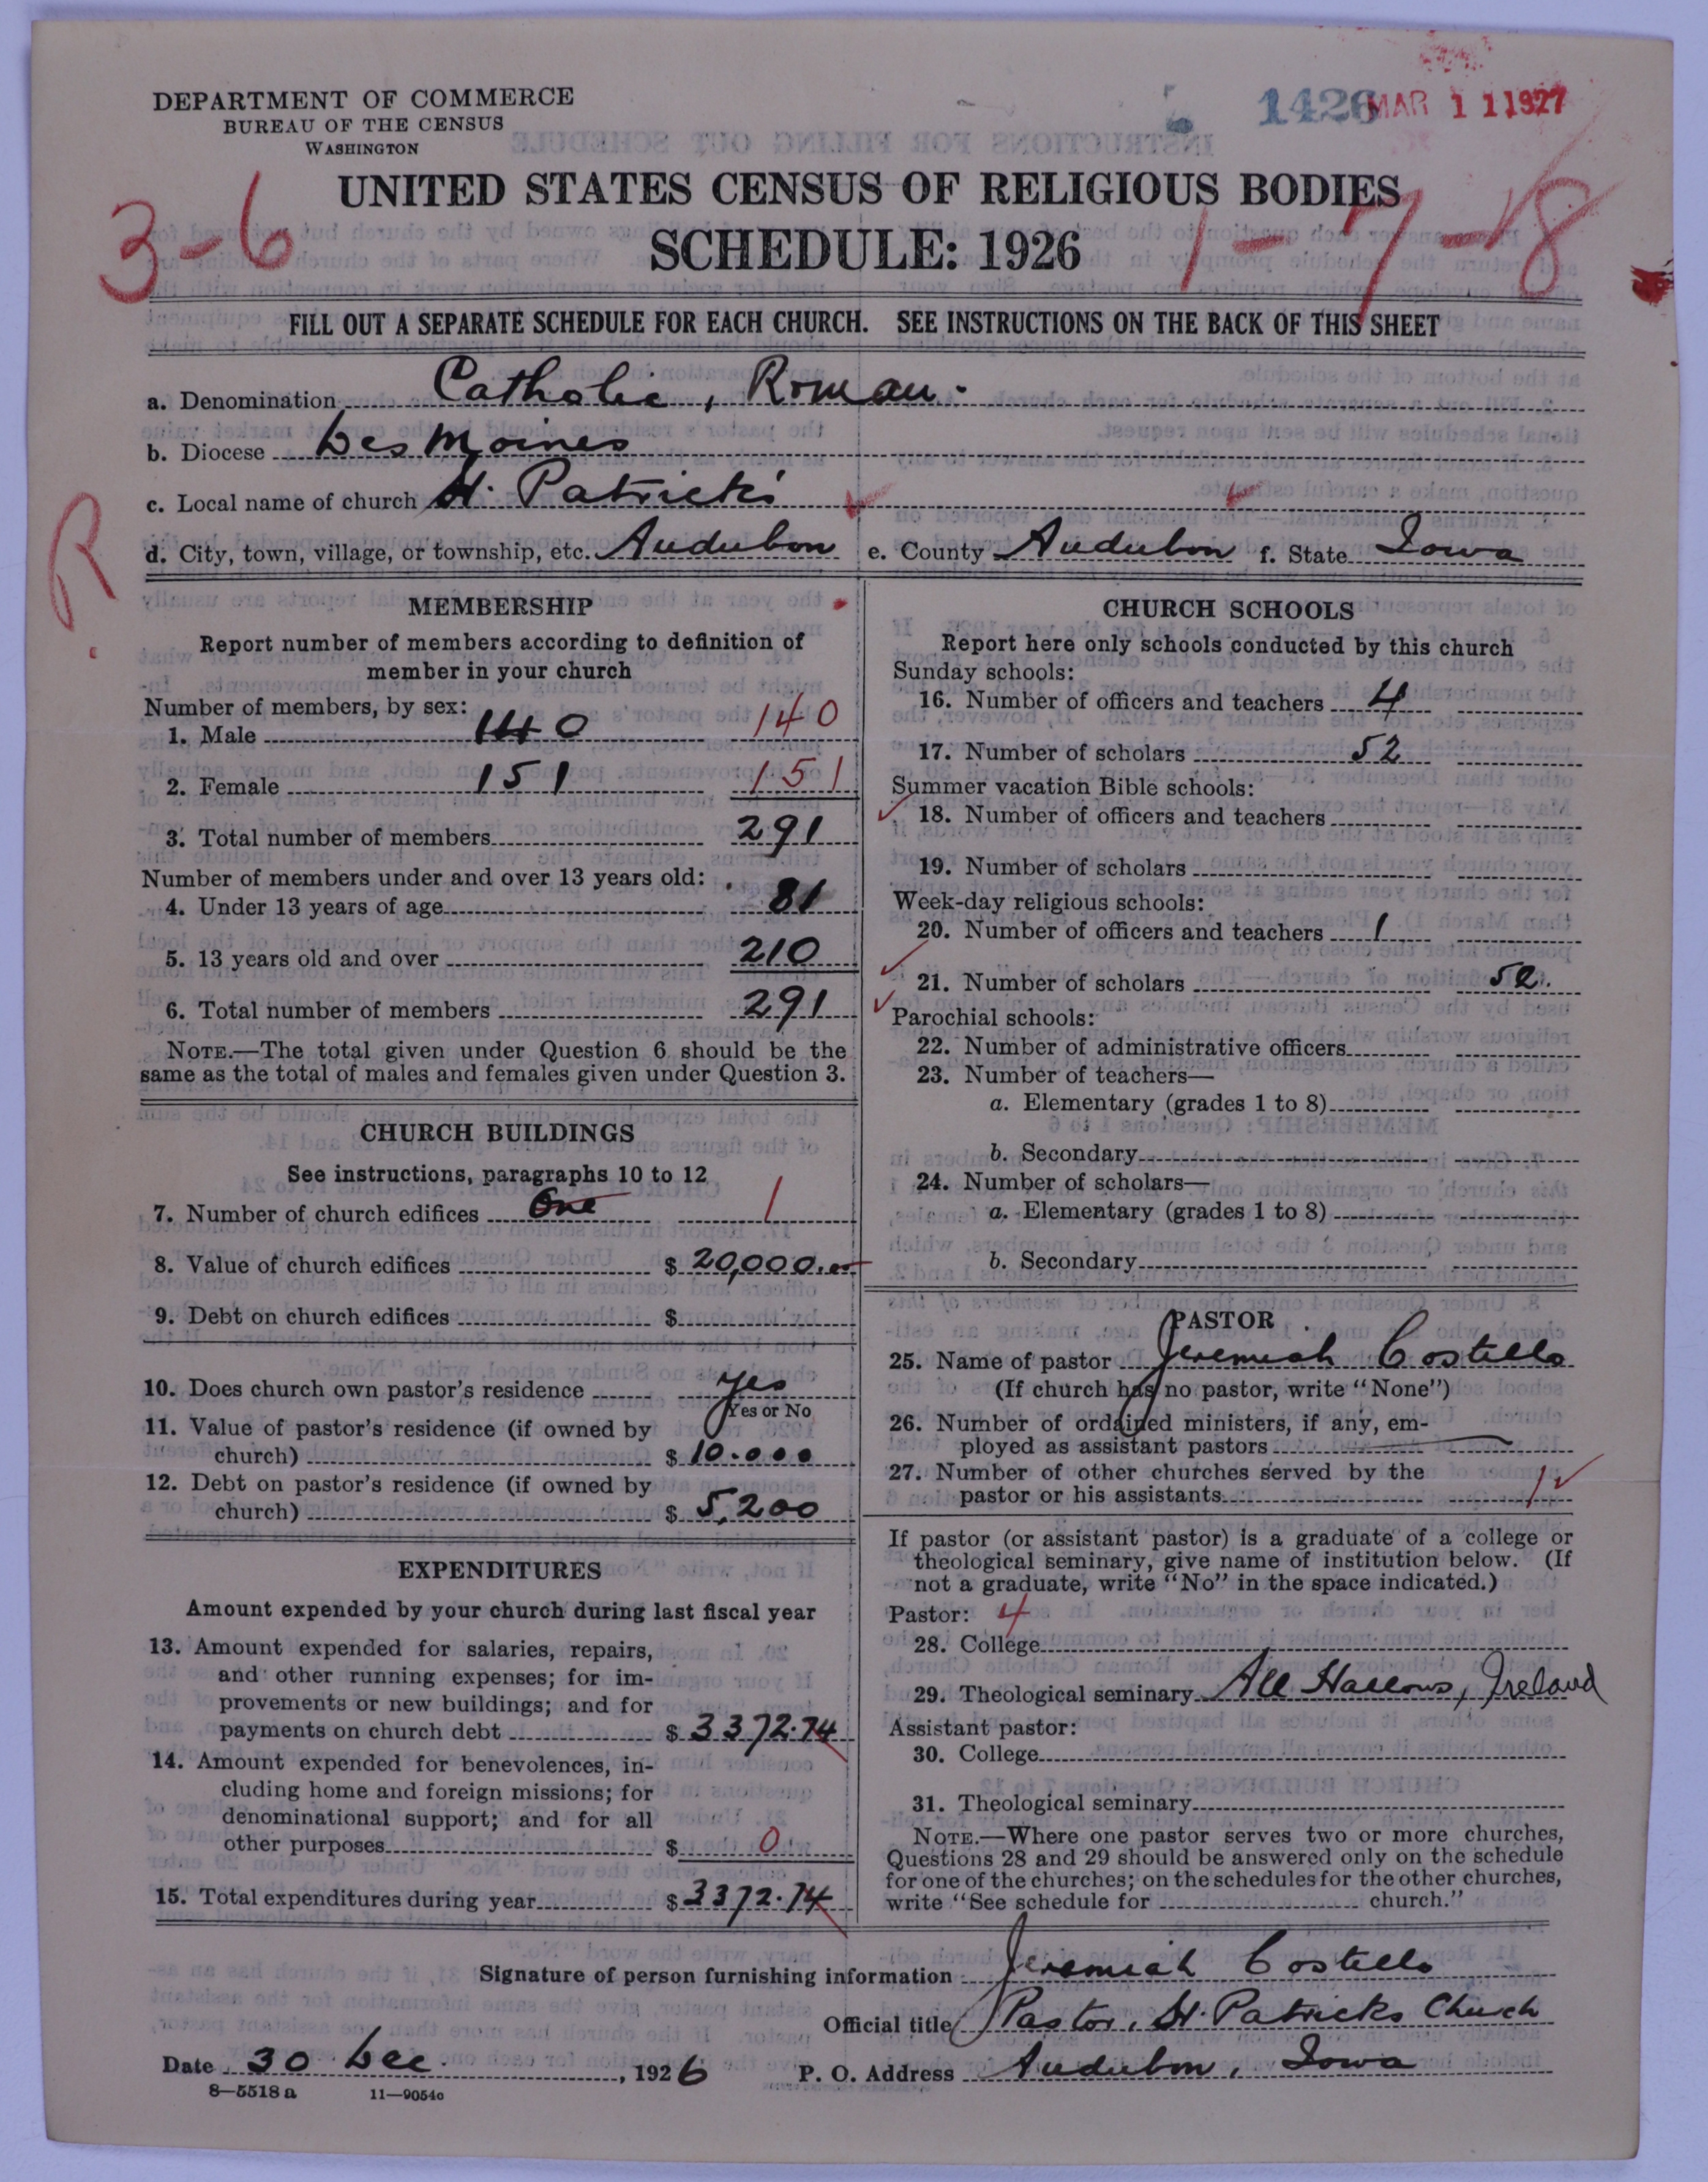 DEPARTMENT OF COMMERCE
BUREAU OF THE CENSUS
WASHINGTON
1426 MAR 11 1927
UNITED STATES CENSUS OF RELIGIOUS BODIES
SCHEDULE: 1926
3-6
1-7-18
FILL OUT A SEPARATE SCHEDULE FOR EACH CHURCH. SEE INSTRUCTIONS ON THE BACK OF THIS SHEET
a. Denomination Catholic, Roman.
b. Diocese Des Moines
c. Local name of church St. Patrick's
R
d. City, town, village, or township, etc. Audubon e. County Audubon f. State Iowa
MEMBERSHIP
Report number of members according to definition of
member in your church
Number of members, by sex:
1. Male 140 140
2. Female 151 151
3. Total number of members 291
Number of members under and over 13 years old:
4. Under 13 years of age 81
5. 13 years old and over 210
6. Total number of members 291
NOTE.—The total given under Question 6 should be the
same as the total of males and females given under Question 3.
CHURCH BUILDINGS
See instructions, paragraphs 10 to 12
7. Number of church edifices One 1
8. Value of church edifices $ 20,000.00
9. Debt on church edifices $
10. Does church own pastor's residence Yes
Yes or No
11. Value of pastor's residence (if owned by
church) $ 10.000
12. Debt on pastor's residence (if owned by
church) $ 5,200
EXPENDITURES
Amount expended by your church during last fiscal year
13. Amount expended for salaries, repairs,
and other running expenses; for im-
provements or new buildings; and for
payments on church debt $ 3372.74
14. Amount expended for benevolences, in-
cluding home and foreign missions; for
denominational support; and for all
other purposes $ 0
15. Total expenditures during year $ 3372.74
CHURCH SCHOOLS
Report here only schools conducted by this church
Sunday schools:
16. Number of officers and teachers 4
17. Number of scholars 52
Summer vacation Bible schools:
18. Number of officers and teachers
19. Number of scholars
Week-day religious schools:
20. Number of officers and teachers 1
21. Number of scholars 52.
Parochial schools:
22. Number of administrative officers
23. Number of teachers—
a. Elementary (grades 1 to 8)
b. Secondary
24. Number of scholars—
a. Elementary (grades 1 to 8)
b. Secondary
PASTOR
25. Name of pastor Jeremiah Costello
(If church has no pastor, write "None")
26. Number of ordained ministers, if any, em-
ployed as assistant pastors
27. Number of other churches served by the
pastor or his assistants 1
If pastor (or assistant pastor) is a graduate of a college or
theological seminary, give name of institution below. (If
not a graduate, write "No" in the space indicated.)
Pastor: 4
28. College
29. Theological seminary All Hallows, Ireland
Assistant pastor:
30. College
31. Theological seminary
NOTE.—Where one pastor serves two or more churches,
Questions 28 and 29 should be answered only on the schedule
for one of the churches; on the schedules for the other churches,
write "See schedule for church."
Signature of person furnishing information Jeremiah Costello
Official title Pastor, St. Patricks Church
Date 30 Dec. , 1926 P. O. Address Audubon, Iowa
8—5518 a 11—9054c